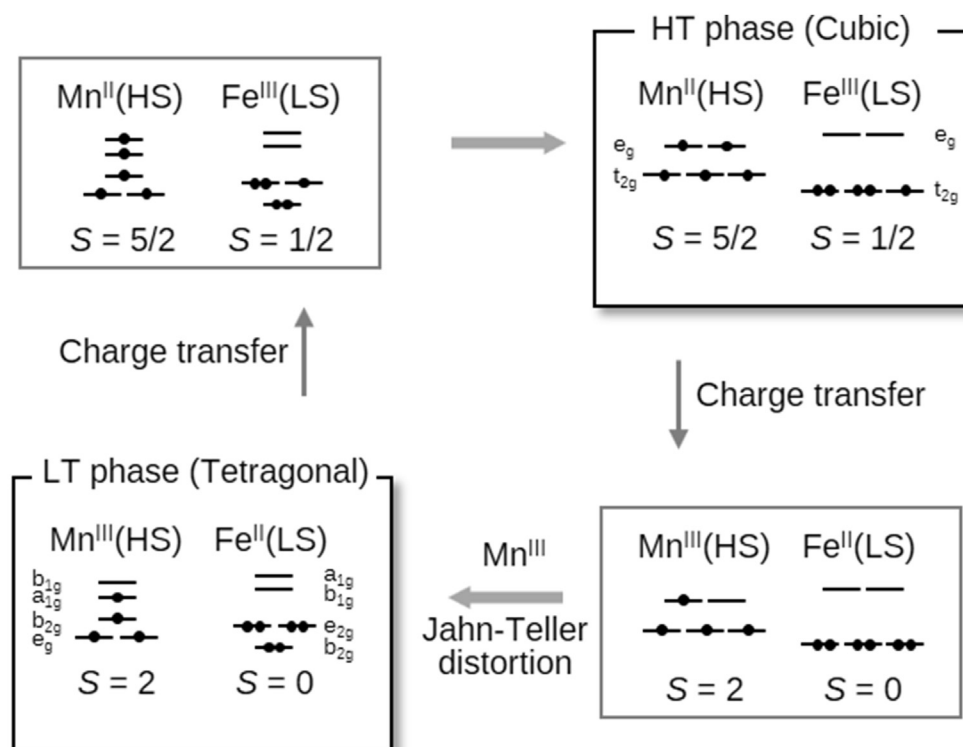 Mn^II(HS) Fe^III(LS)
S = 5/2 S = 1/2
HT phase (Cubic)
Mn^II(HS) Fe^III(LS)
e_g e_g
t_2g t_2g
S = 5/2 S = 1/2
Charge transfer
Charge transfer
LT phase (Tetragonal)
Mn^III(HS) Fe^II(LS)
b_1g a_1g
a_1g b_1g
b_2g e_2g
e_g b_2g
S = 2 S = 0
Mn^III
Jahn-Teller
distortion
Mn^III(HS) Fe^II(LS)
S = 2 S = 0